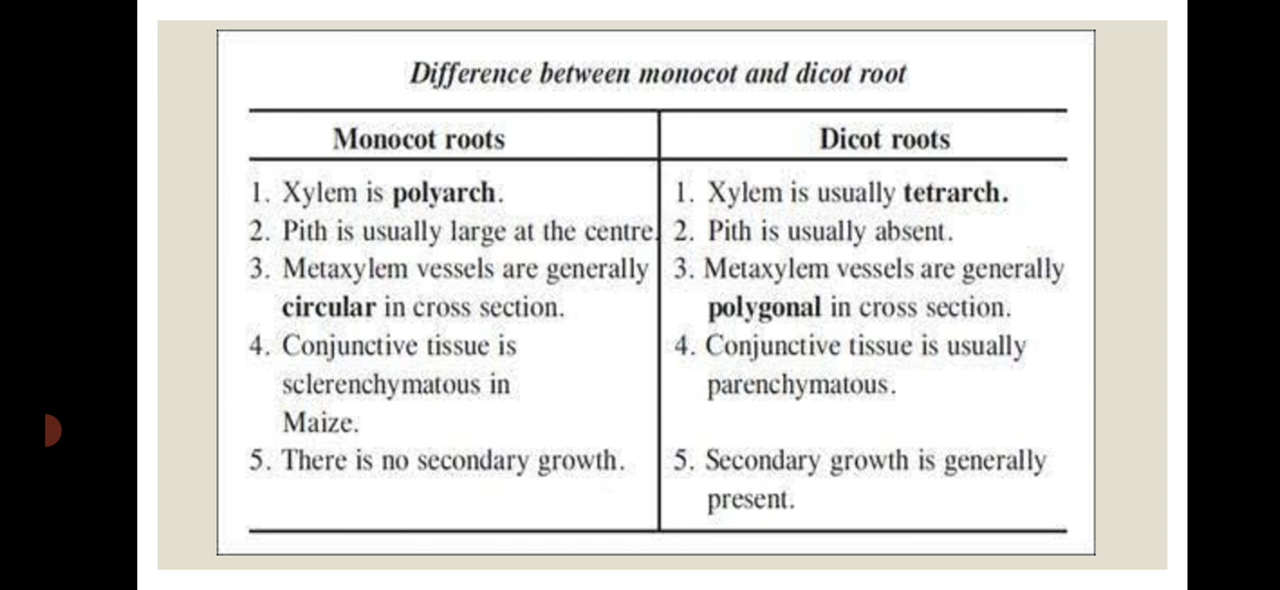 Difference between monocot and dicot root
Monocot roots
Dicot roots
1. Xylem is polyarch.
2. Pith is usually large at the centre.
3. Metaxylem vessels are generally
circular in cross section.
4. Conjunctive tissue is
sclerenchymatous in
Maize.
5. There is no secondary growth.
1. Xylem is usually tetrarch.
2. Pith is usually absent.
3. Metaxylem vessels are generally
polygonal in cross section.
4. Conjunctive tissue is usually
parenchymatous.
5. Secondary growth is generally
present.